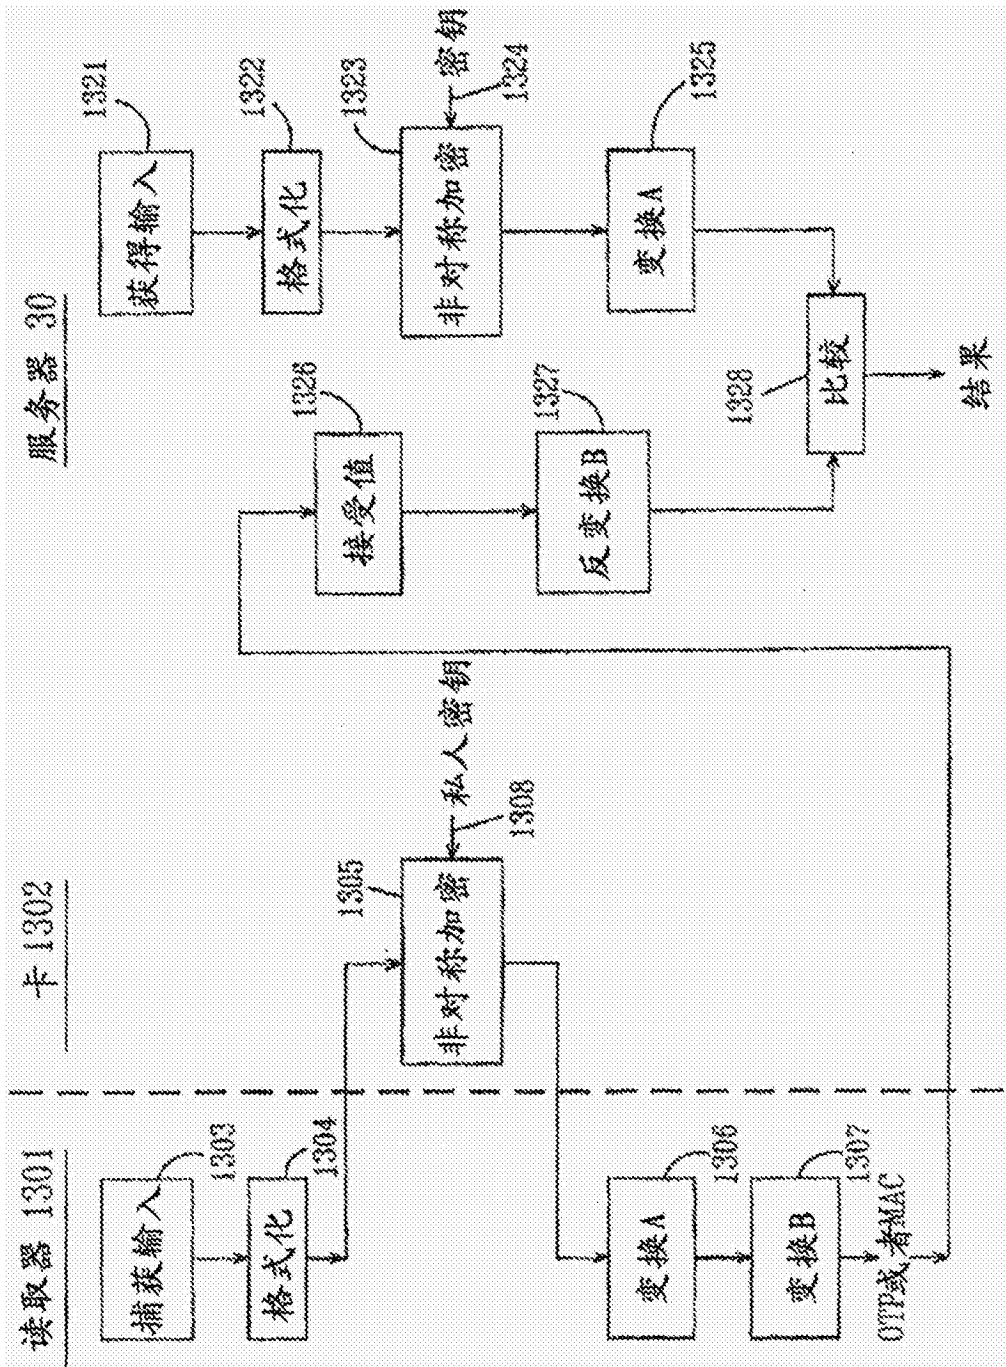 读取器 1301
卡 1302
服务器 30
捕获输入
1303
格式化
1304
非对称加密
1305
私人密钥
1308
变换A
1306
变换B
1307
OTP或者MAC
获得输入
1321
格式化
1322
非对称加密
1323
密钥
1324
变换A
1325
接受值
1326
反变换B
1327
比较
1328
结果